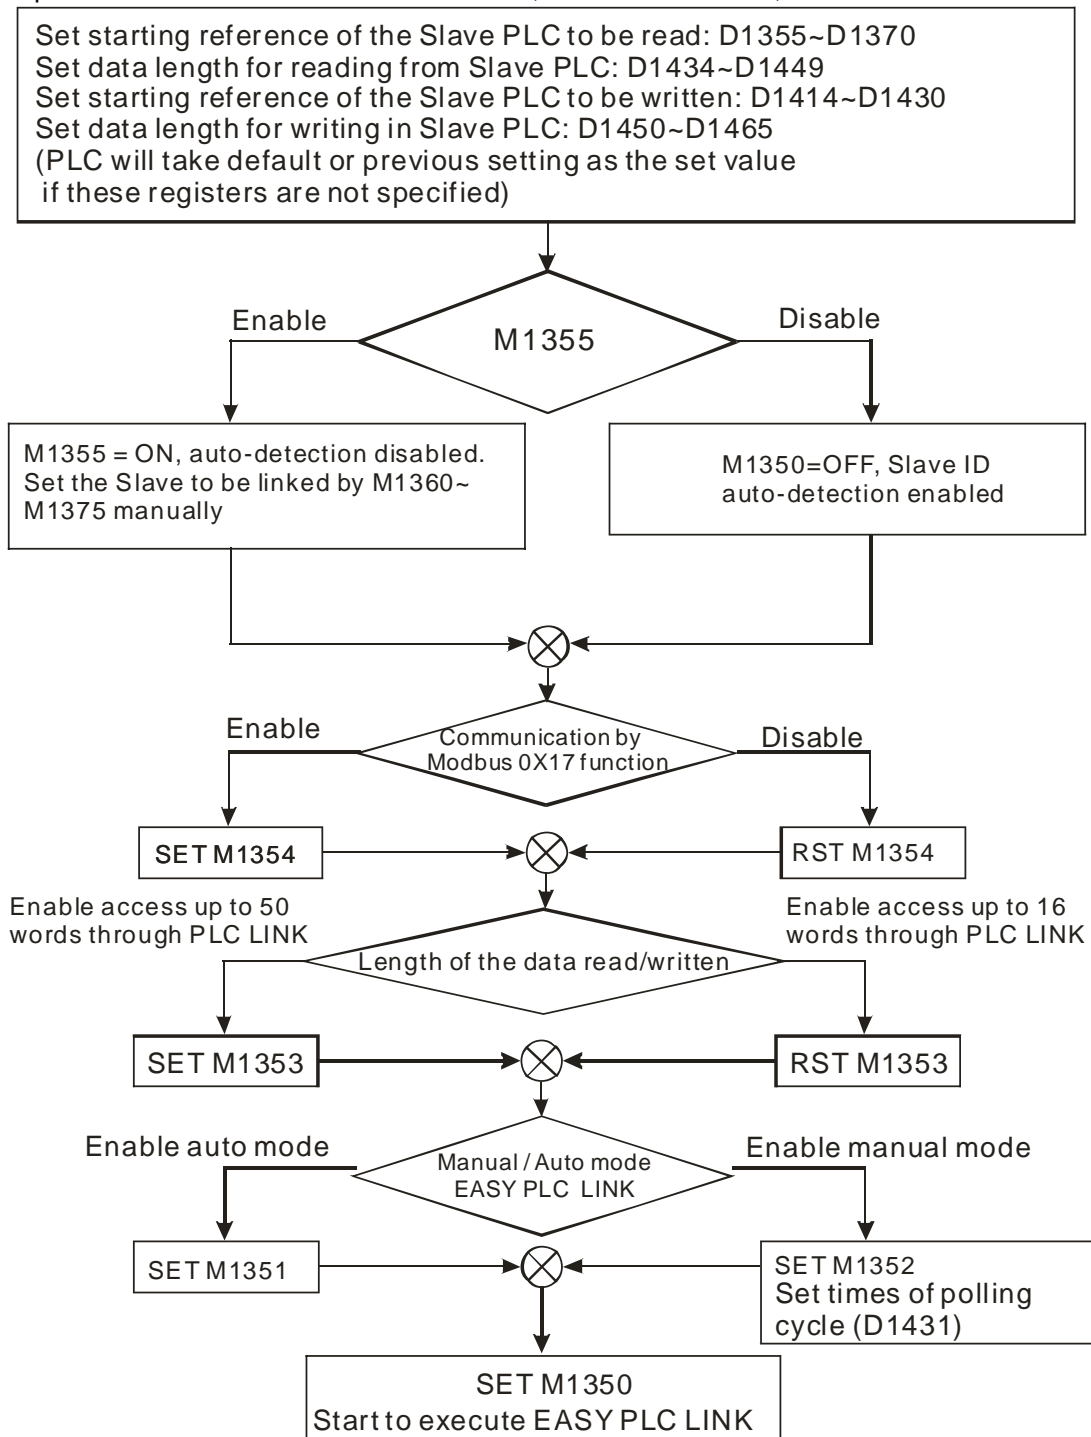 Set starting reference of the Slave PLC to be read: D1355~D1370
Set data length for reading from Slave PLC: D1434~D1449
Set starting reference of the Slave PLC to be written: D1414~D1430
Set data length for writing in Slave PLC: D1450~D1465
(PLC will take default or previous setting as the set value
if these registers are not specified)
Enable
Disable
M1355
M1355 = ON, auto-detection disabled.
Set the Slave to be linked by M1360~
M1375 manually
M1350=OFF, Slave ID
auto-detection enabled
Enable
Disable
Communication by
Modbus 0X17 function
SET M1354
RST M1354
Enable access up to 50
words through PLC LINK
Enable access up to 16
words through PLC LINK
Length of the data read/written
SET M1353
RST M1353
Enable auto mode
Enable manual mode
Manual / Auto mode
EASY PLC LINK
SET M1351
SET M1352
Set times of polling
cycle (D1431)
SET M1350
Start to execute EASY PLC LINK